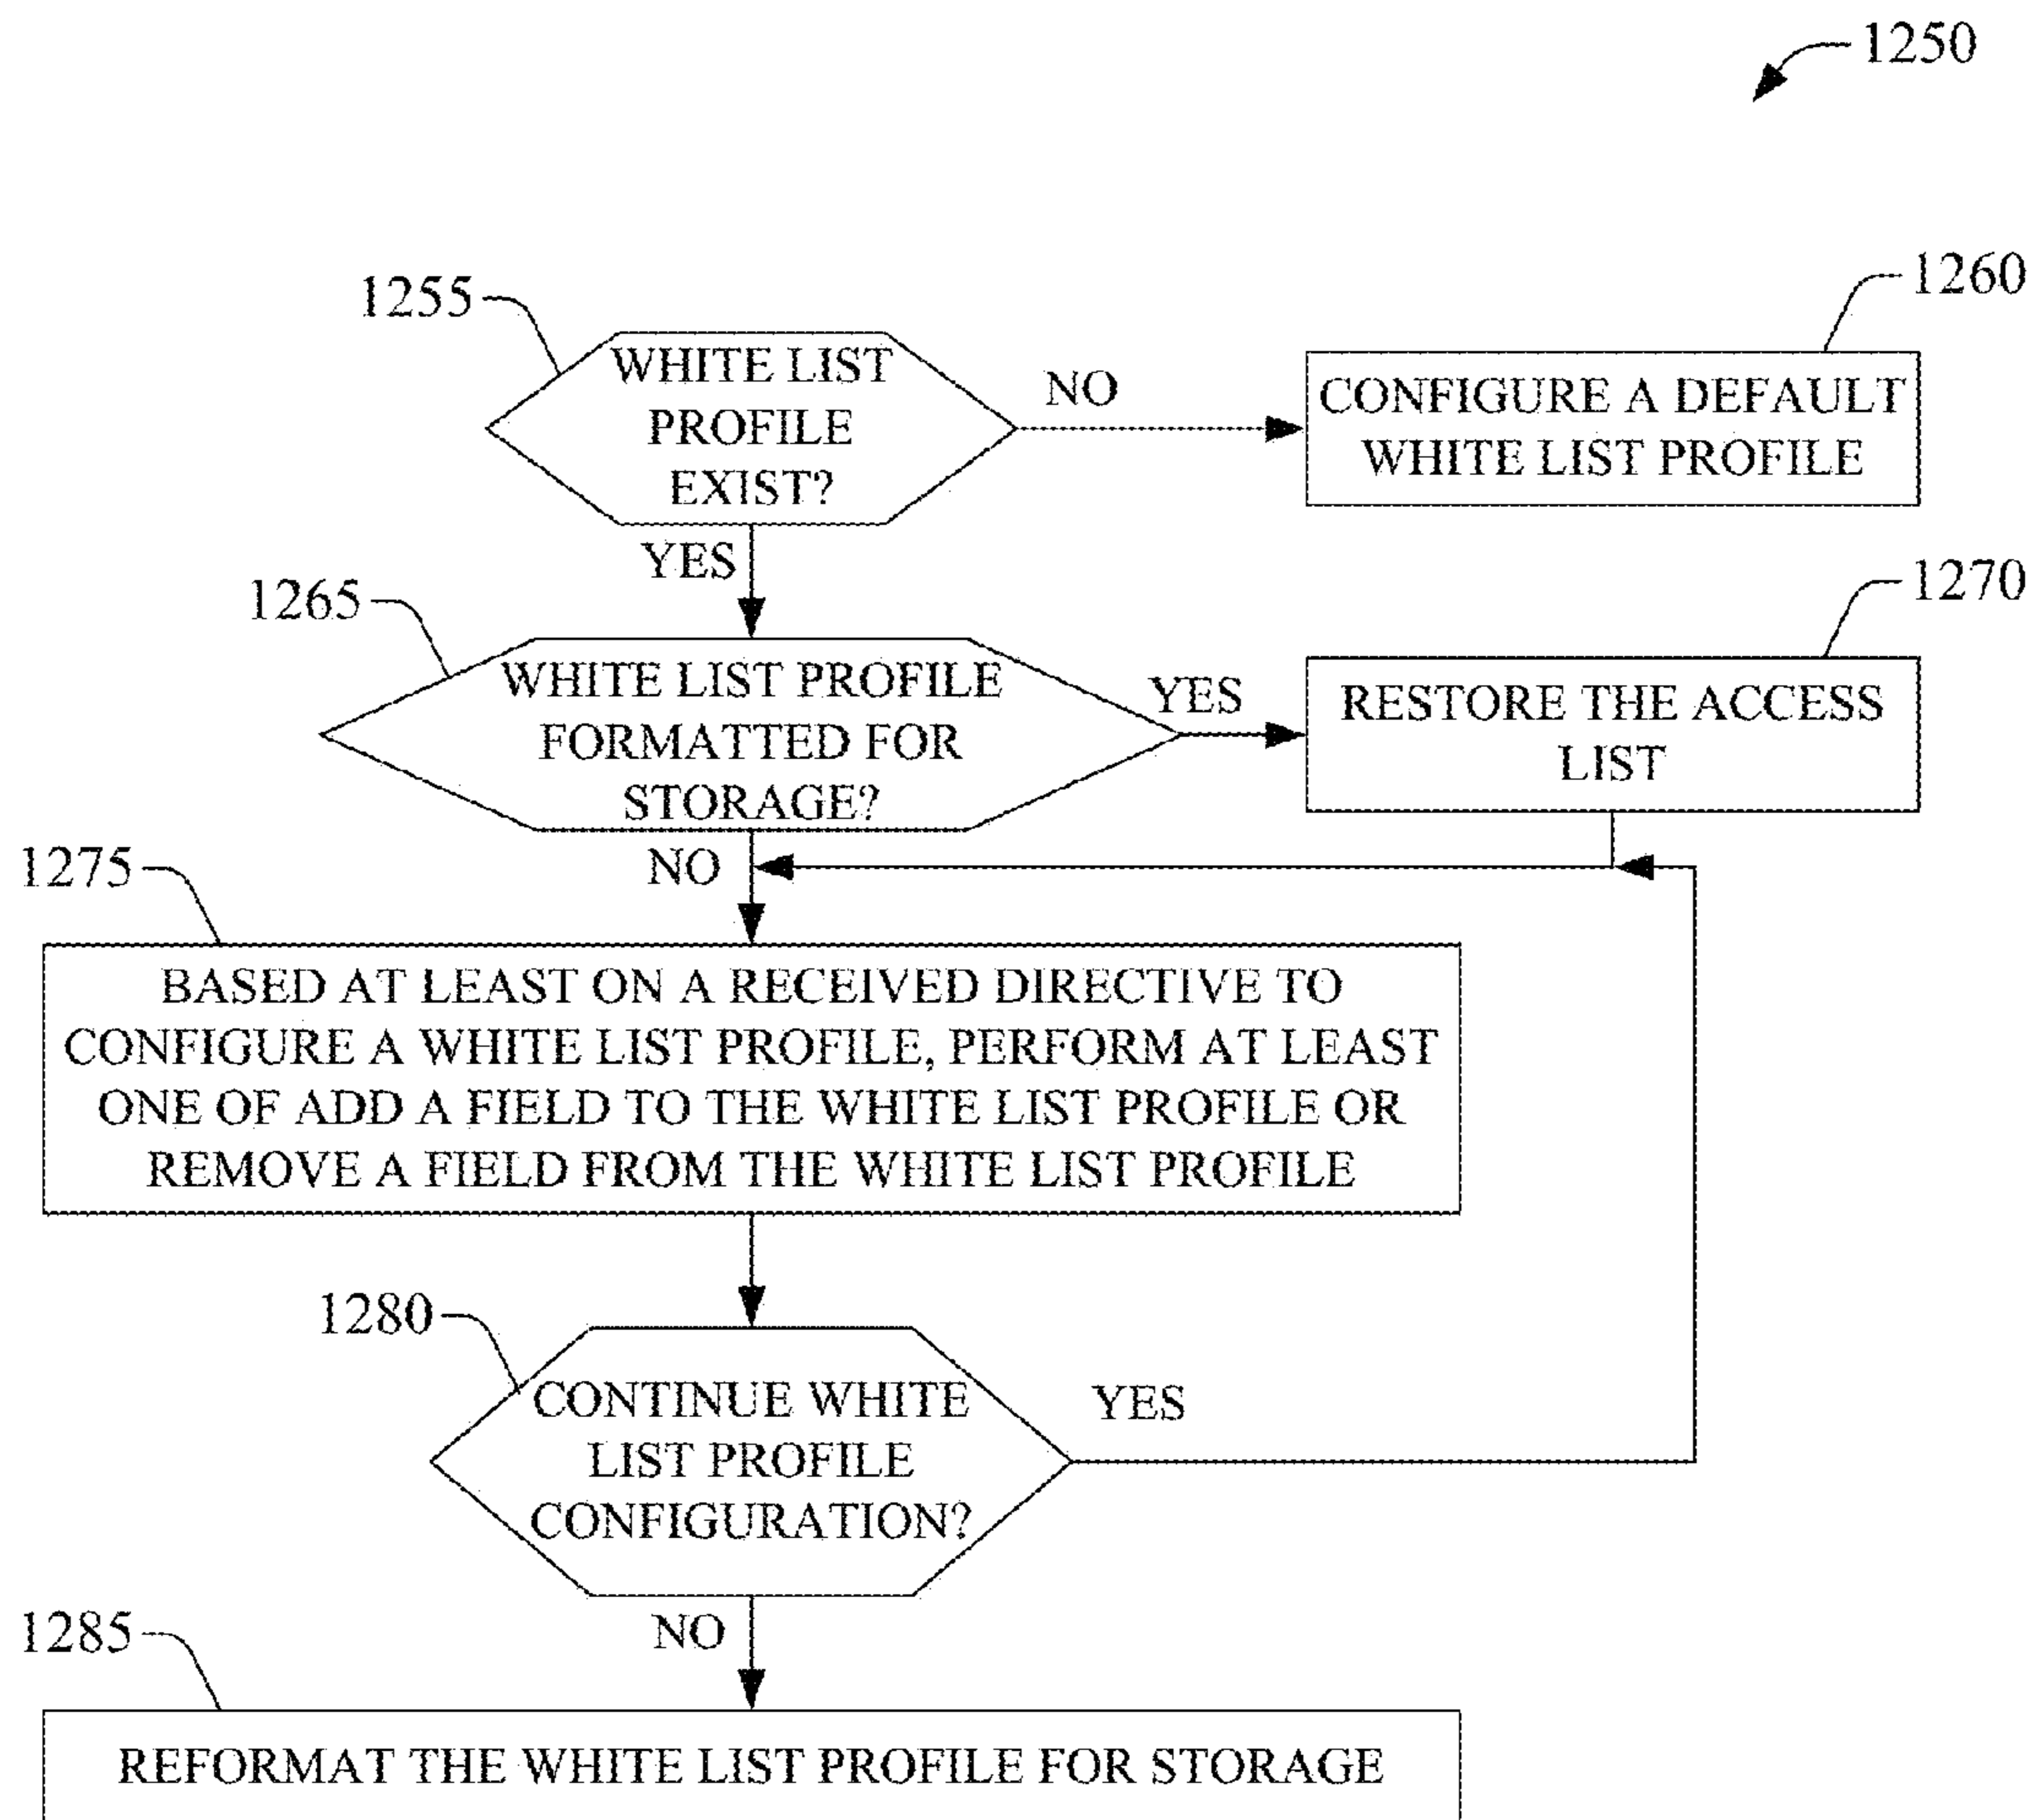 1250
1255
WHITE LIST
PROFILE
EXIST?
NO
1260
CONFIGURE A DEFAULT
WHITE LIST PROFILE
YES
1265
WHITE LIST PROFILE
FORMATTED FOR
STORAGE?
YES
1270
RESTORE THE ACCESS
LIST
NO
1275
BASED AT LEAST ON A RECEIVED DIRECTIVE TO
CONFIGURE A WHITE LIST PROFILE, PERFORM AT LEAST
ONE OF ADD A FIELD TO THE WHITE LIST PROFILE OR
REMOVE A FIELD FROM THE WHITE LIST PROFILE
1280
CONTINUE WHITE
LIST PROFILE
CONFIGURATION?
YES
NO
1285
REFORMAT THE WHITE LIST PROFILE FOR STORAGE